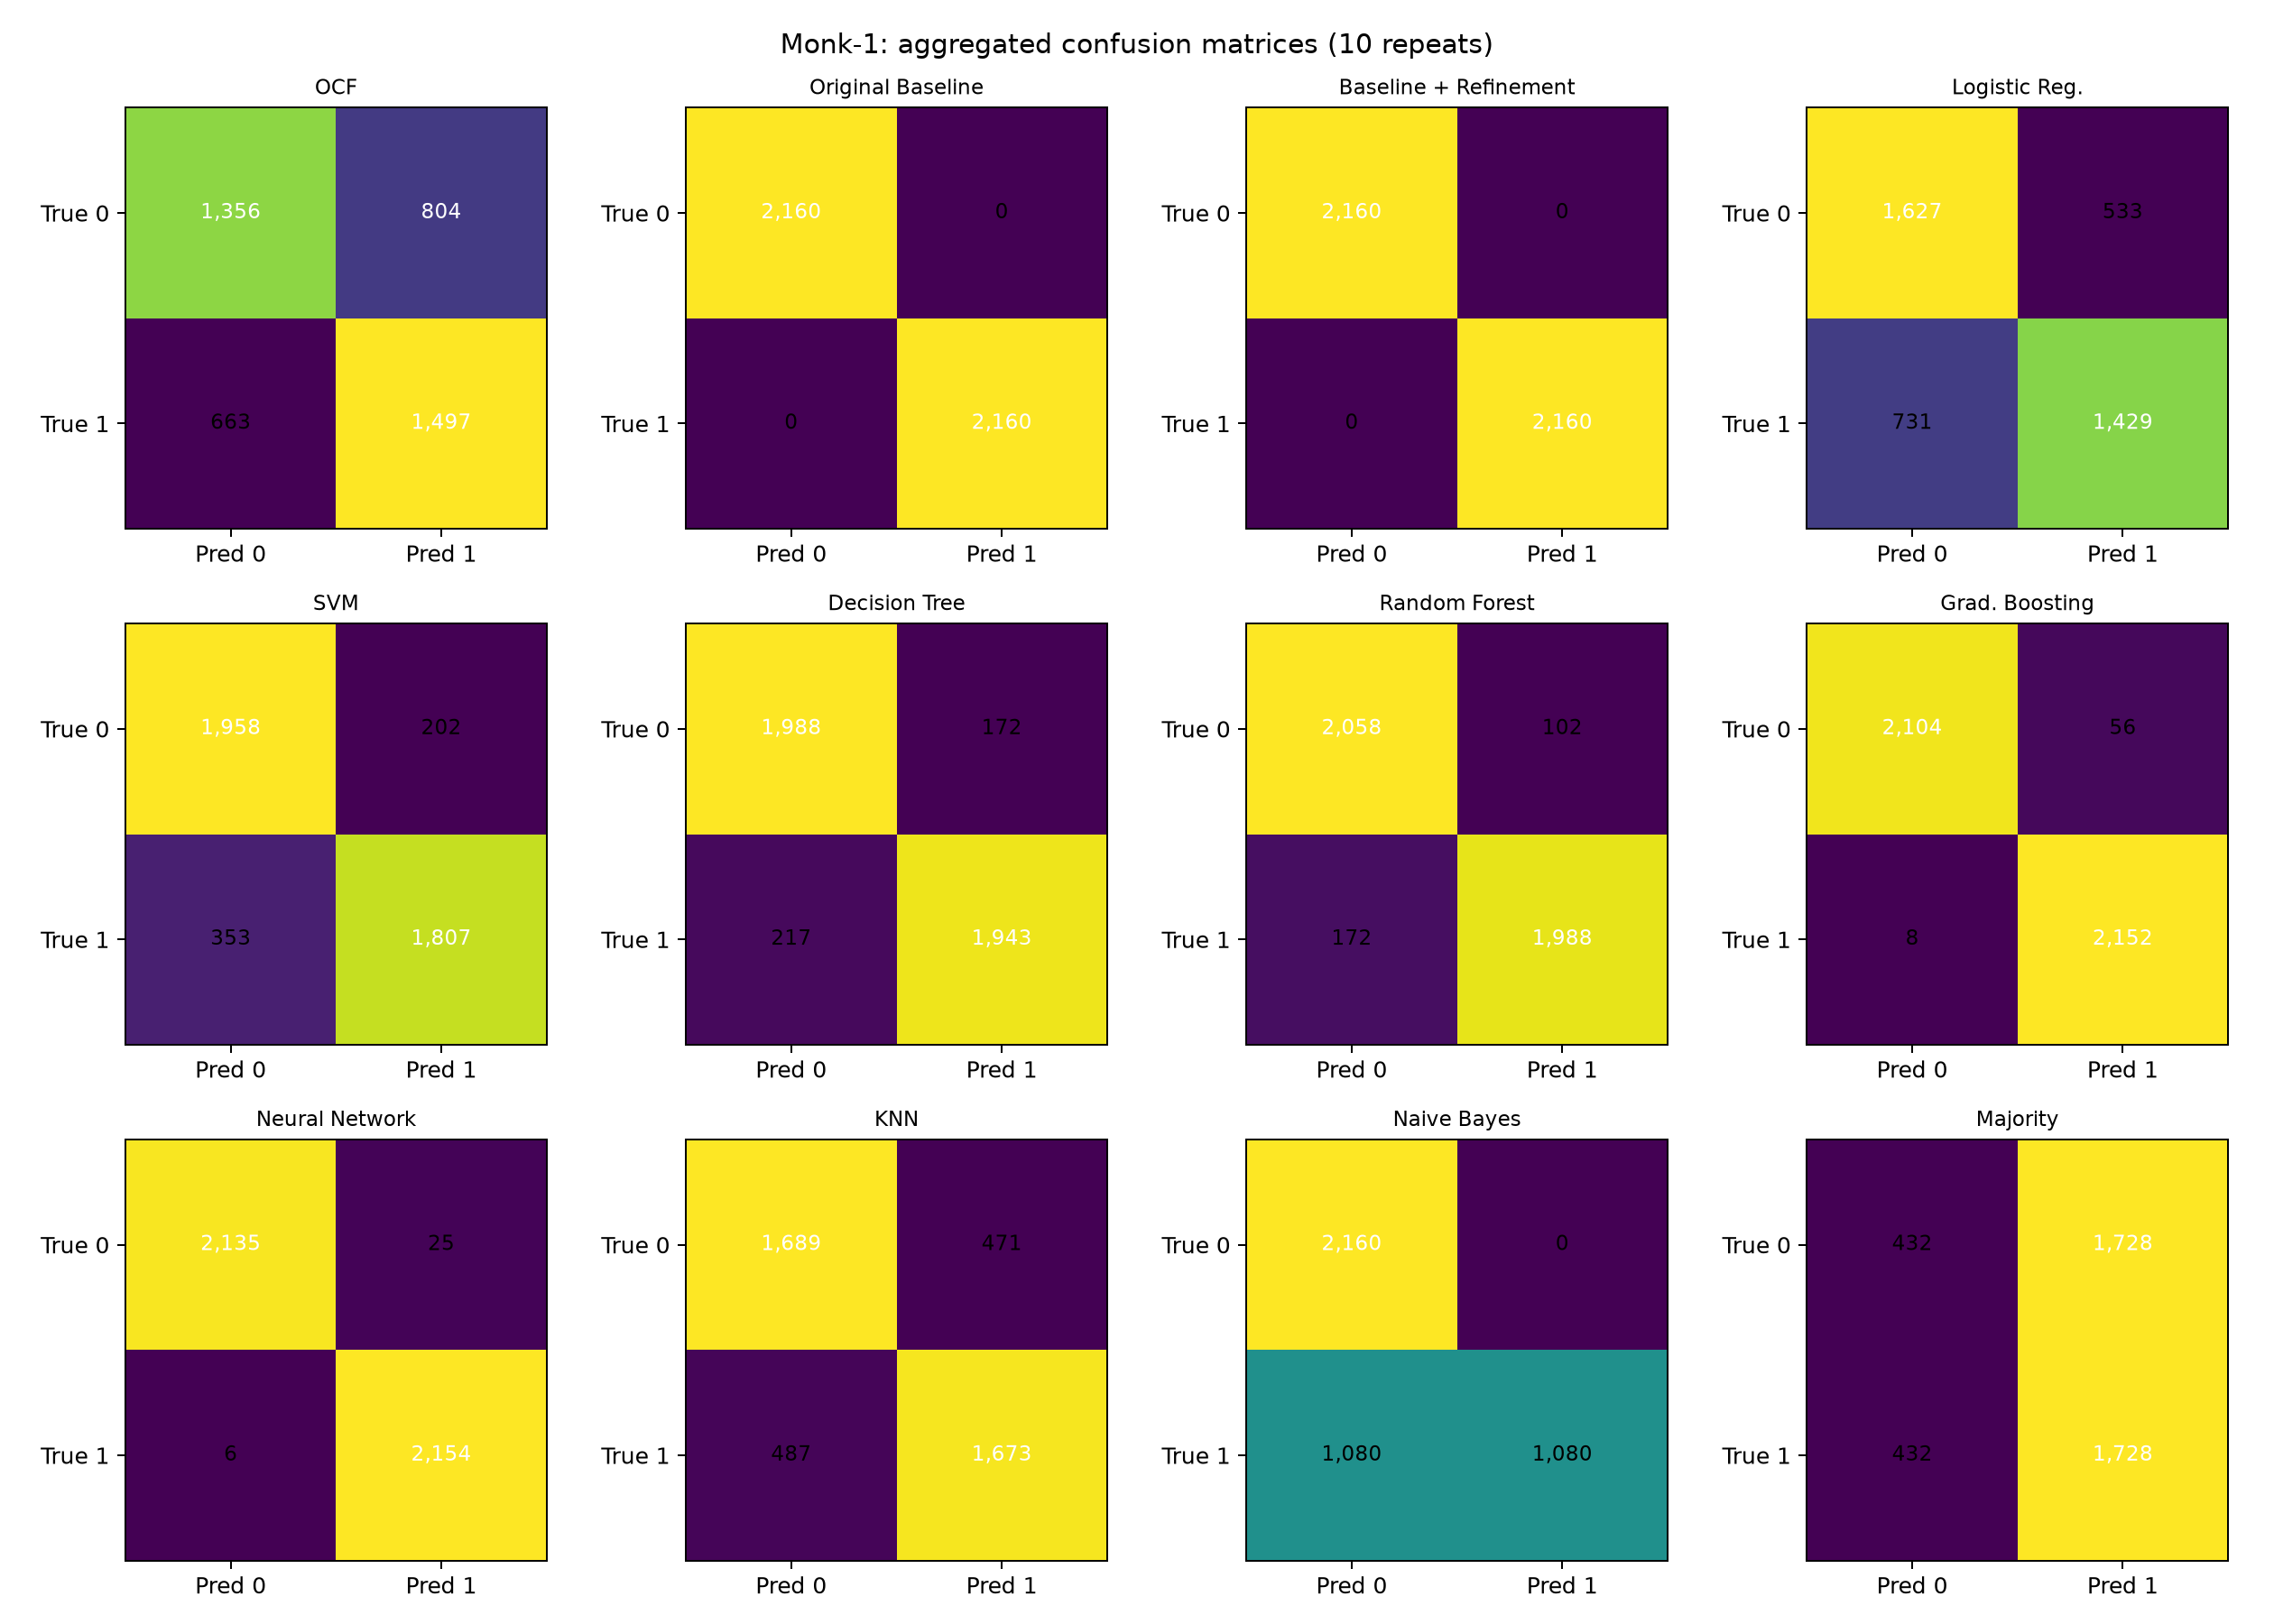 Monk-1: aggregated confusion matrices (10 repeats)
OCF
True 0
1,356
804
True 1
663
1,497
Pred 0
Pred 1
Original Baseline
True 0
2,160
0
True 1
0
2,160
Pred 0
Pred 1
Baseline + Refinement
True 0
2,160
0
True 1
0
2,160
Pred 0
Pred 1
Logistic Reg.
True 0
1,627
533
True 1
731
1,429
Pred 0
Pred 1
SVM
True 0
1,958
202
True 1
353
1,807
Pred 0
Pred 1
Decision Tree
True 0
1,988
172
True 1
217
1,943
Pred 0
Pred 1
Random Forest
True 0
2,058
102
True 1
172
1,988
Pred 0
Pred 1
Grad. Boosting
True 0
2,104
56
True 1
8
2,152
Pred 0
Pred 1
Neural Network
True 0
2,135
25
True 1
6
2,154
Pred 0
Pred 1
KNN
True 0
1,689
471
True 1
487
1,673
Pred 0
Pred 1
Naive Bayes
True 0
2,160
0
True 1
1,080
1,080
Pred 0
Pred 1
Majority
True 0
432
1,728
True 1
432
1,728
Pred 0
Pred 1